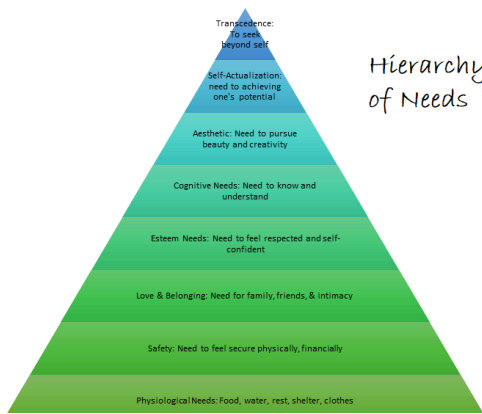 Transcedence:
To seek
beyond self
Hierarchy
of Needs
Self-Actualization:
need to achieving
one's potential
Aesthetic: Need to pursue
beauty and creativity
Cognitive Needs: Need to know and
understand
Esteem Needs: Need to feel respected and self-
confident
Love & Belonging: Need for family, friends, & intimacy
Safety: Need to feel secure physically, financially
Physiological Needs: Food, water, rest, shelter, clothes